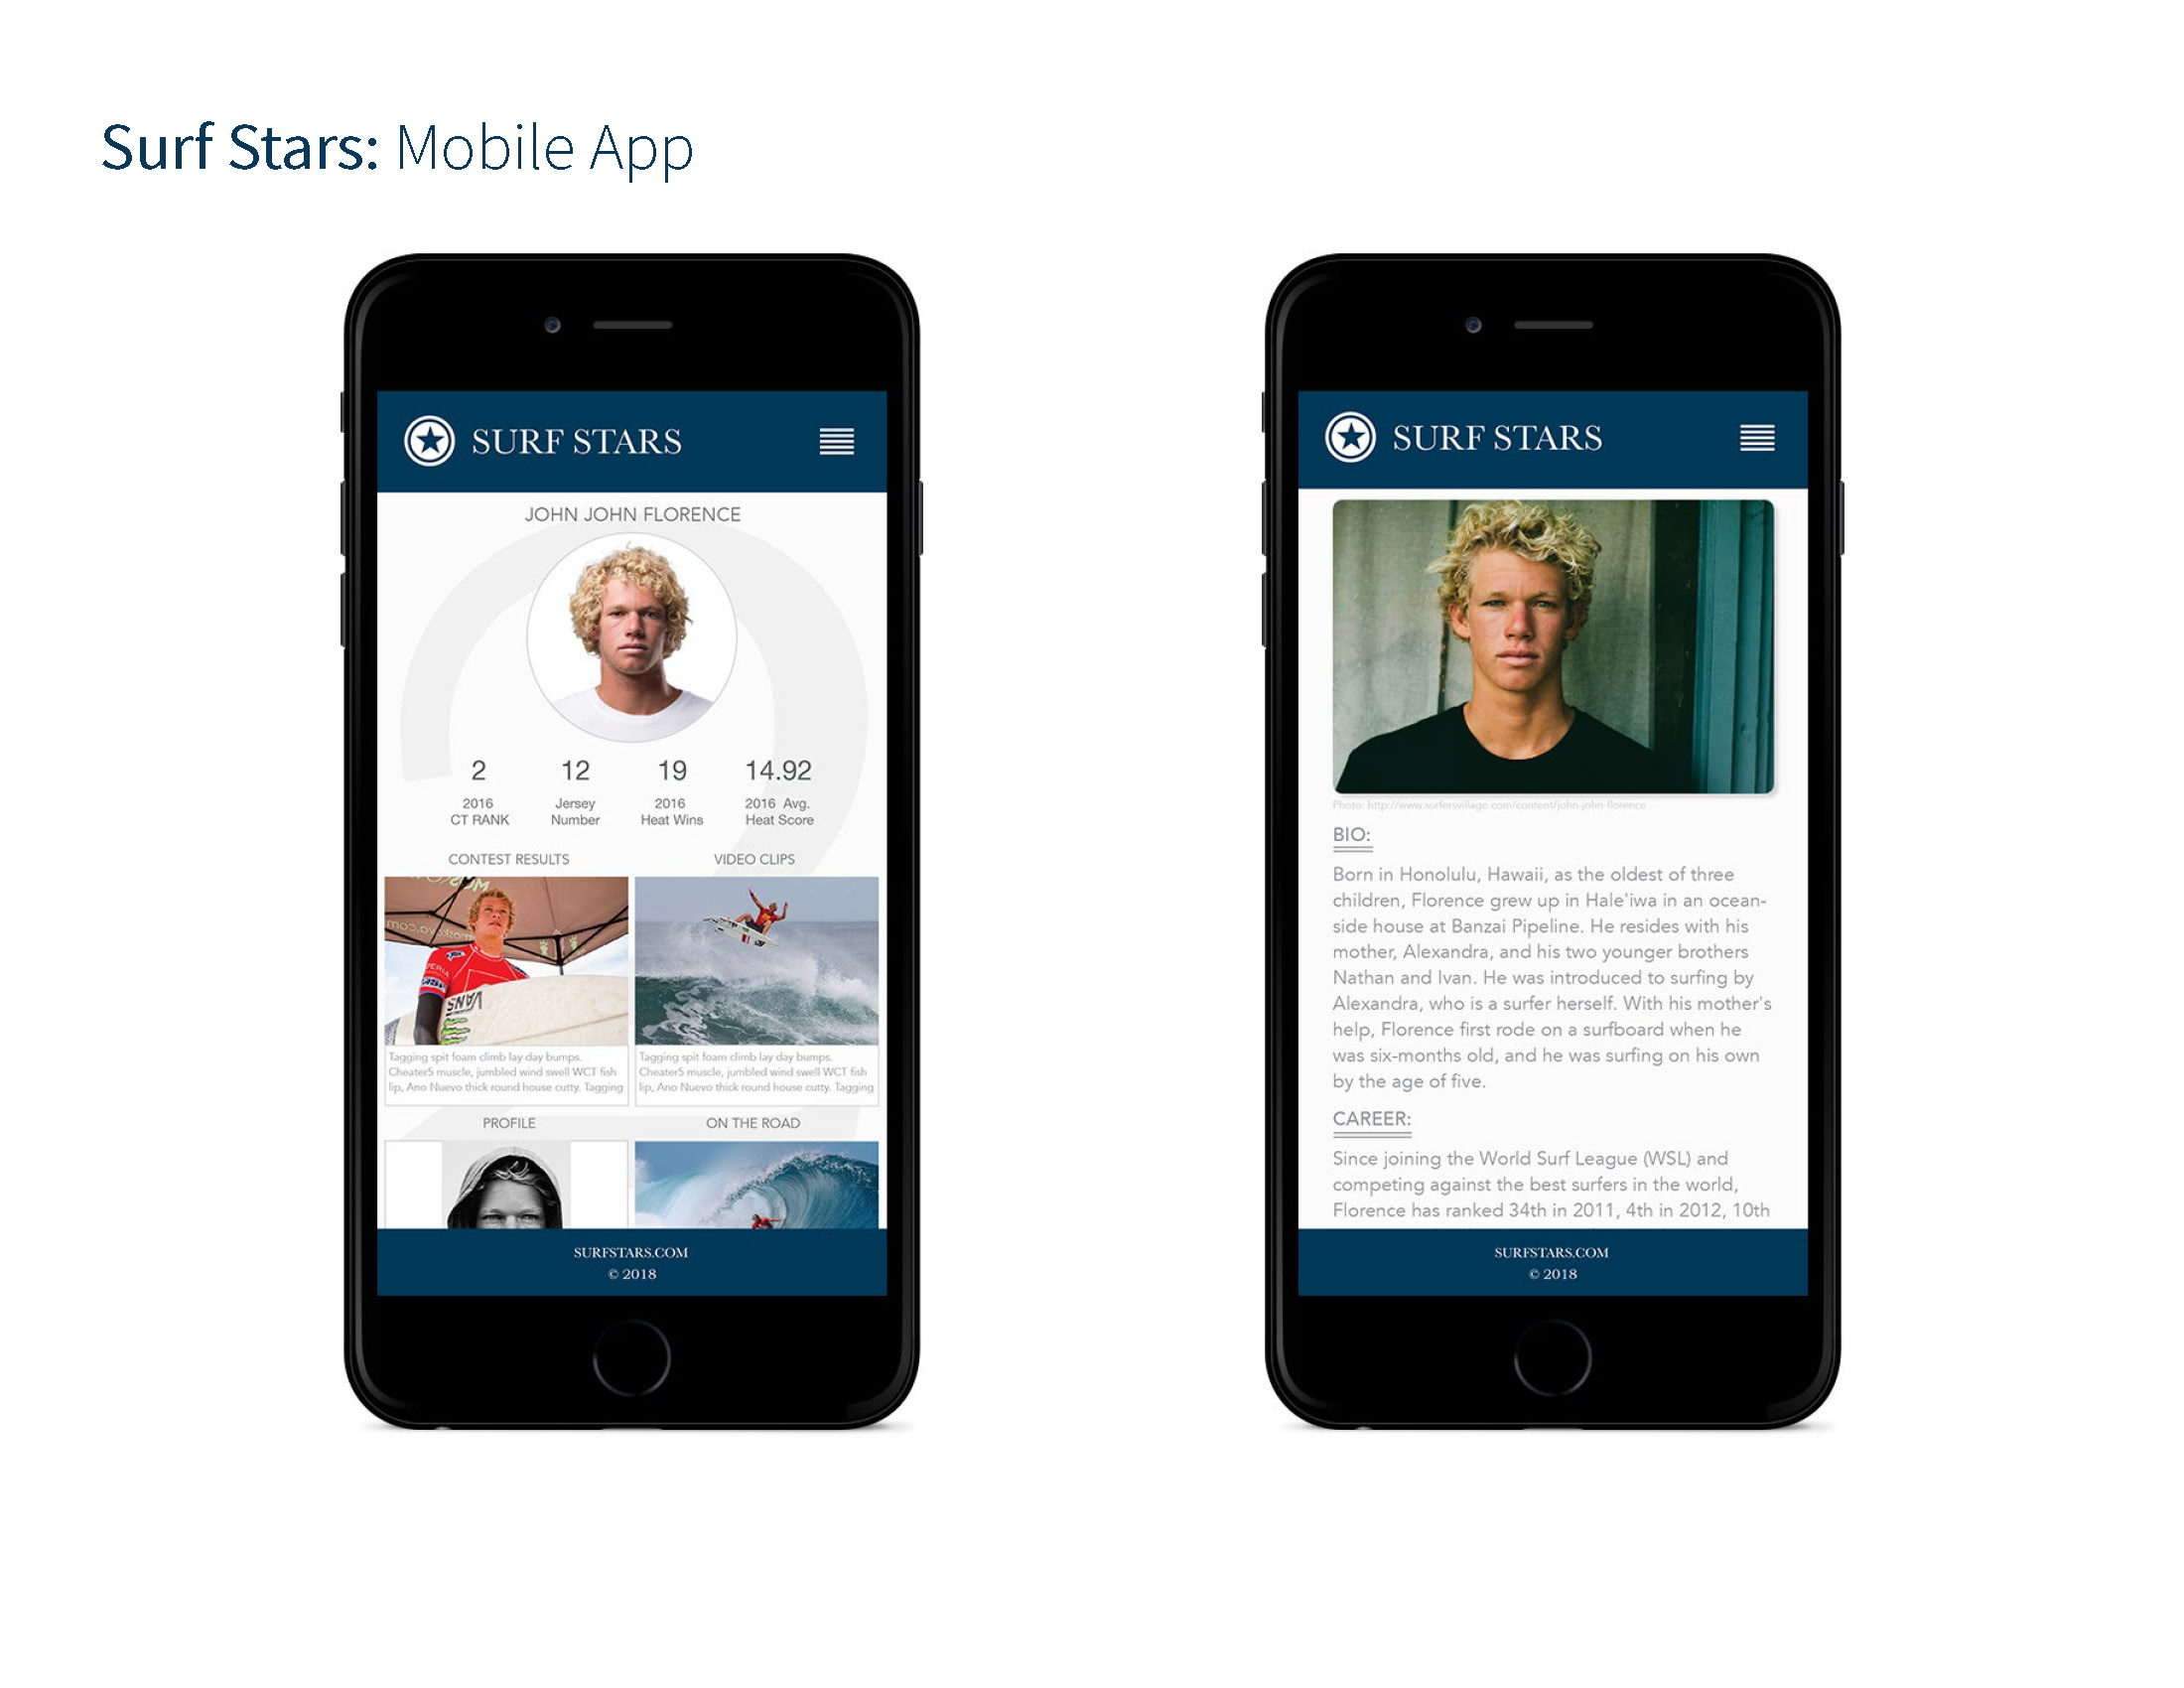 Surf Stars: Mobile App
SURF STARS
JOHN JOHN FLORENCE
2
12
19
14.92
2016
CT RANK
Jersey
Number
2016
Heat Wins
2016 Avg.
Heat Score
CONTEST RESULTS
VIDEO CLIPS
VANS
Tagging spit foam climb lay day bumps.
Cheater5 muscle, jumbled wind swell WCT fish
lip, Ano Nuevo thick round house cutty. Tagging
Tagging spit foam climb lay day bumps.
Cheater5 muscle, jumbled wind swell WCT fish
lip, Ano Nuevo thick round house cutty. Tagging
PROFILE
ON THE ROAD
SURFSTARS.COM
© 2018
SURF STARS
Photo: http://www.surfersvillage.com/content/john-john-florence
BIO:
Born in Honolulu, Hawaii, as the oldest of three
children, Florence grew up in Hale'iwa in an ocean-
side house at Banzai Pipeline. He resides with his
mother, Alexandra, and his two younger brothers
Nathan and Ivan. He was introduced to surfing by
Alexandra, who is a surfer herself. With his mother's
help, Florence first rode on a surfboard when he
was six-months old, and he was surfing on his own
by the age of five.
CAREER:
Since joining the World Surf League (WSL) and
competing against the best surfers in the world,
Florence has ranked 34th in 2011, 4th in 2012, 10th
SURFSTARS.COM
© 2018